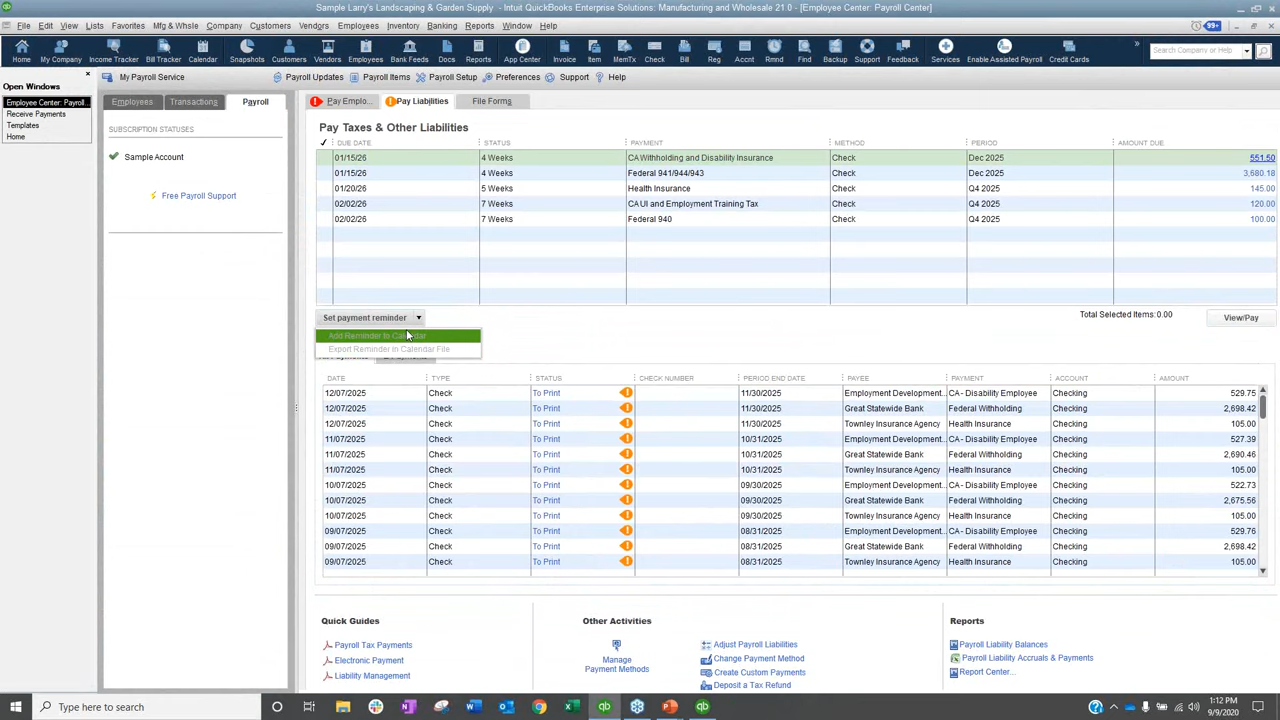 Sample Larry's Landscaping & Garden Supply - Intuit QuickBooks Enterprise Solutions: Manufacturing and Wholesale 21.0 - [Employee Center: Payroll Center]
File Edit View Lists Favorites Mfg & Whsle Company Customers Vendors Employees Inventory Banking Reports Window Help 99+
Home My Company Income Tracker Bill Tracker Calendar Snapshots Customers Vendors Employees Bank Feeds Docs Reports App Center Invoice Item MemTx Check Bill Acnt Rmnd Find Backup Support Feedback Services Enable Assisted Payroll Credit Cards
Search Company or Help
Open Windows
My Payroll Service Payroll Updates Payroll Items Payroll Setup Preferences Support Help
Employee Center: Payroll...
Receive Payments
Templates
Home
Employees Transactions Payroll
Pay Emplo... Pay Liabilities File Forms
SUBSCRIPTION STATUSES
Sample Account
Free Payroll Support
Pay Taxes & Other Liabilities
DUE DATE STATUS PAYMENT METHOD PERIOD AMOUNT DUE
01/15/26 4 Weeks CA Withholding and Disability Insurance Check Dec 2025 551.50
01/15/26 4 Weeks Federal 941/944/943 Check Dec 2025 3,680.18
01/20/26 5 Weeks Health Insurance Check Q4 2025 145.00
02/02/26 7 Weeks CA UI and Employment Training Tax Check Q4 2025 120.00
02/02/26 7 Weeks Federal 940 Check Q4 2025 100.00
Set payment reminder Total Selected Items: 0.00 View/Pay
Add Reminder to Calendar
Export Reminder in Calendar File
DATE TYPE STATUS CHECK NUMBER PERIOD END DATE PAYEE PAYMENT ACCOUNT AMOUNT
12/07/2025 Check To Print 11/30/2025 Employment Development... CA - Disability Employee Checking 529.75
12/07/2025 Check To Print 11/30/2025 Great Statewide Bank Federal Withholding Checking 2,698.42
12/07/2025 Check To Print 11/30/2025 Townley Insurance Agency Health Insurance Checking 105.00
11/07/2025 Check To Print 10/31/2025 Employment Development... CA - Disability Employee Checking 527.39
11/07/2025 Check To Print 10/31/2025 Great Statewide Bank Federal Withholding Checking 2,690.46
11/07/2025 Check To Print 10/31/2025 Townley Insurance Agency Health Insurance Checking 105.00
10/07/2025 Check To Print 09/30/2025 Employment Development... CA - Disability Employee Checking 522.73
10/07/2025 Check To Print 09/30/2025 Great Statewide Bank Federal Withholding Checking 2,675.56
10/07/2025 Check To Print 09/30/2025 Townley Insurance Agency Health Insurance Checking 105.00
09/07/2025 Check To Print 08/31/2025 Employment Development... CA - Disability Employee Checking 529.76
09/07/2025 Check To Print 08/31/2025 Great Statewide Bank Federal Withholding Checking 2,698.42
09/07/2025 Check To Print 08/31/2025 Townley Insurance Agency Health Insurance Checking 105.00
Quick Guides
Payroll Tax Payments
Electronic Payment
Liability Management
Other Activities
Manage
Payment Methods
Adjust Payroll Liabilities
Change Payment Method
Create Custom Payments
Deposit a Tax Refund
Reports
Payroll Liability Balances
Payroll Liability Accruals & Payments
Report Center...
Type here to search
1:12 PM
9/9/2020